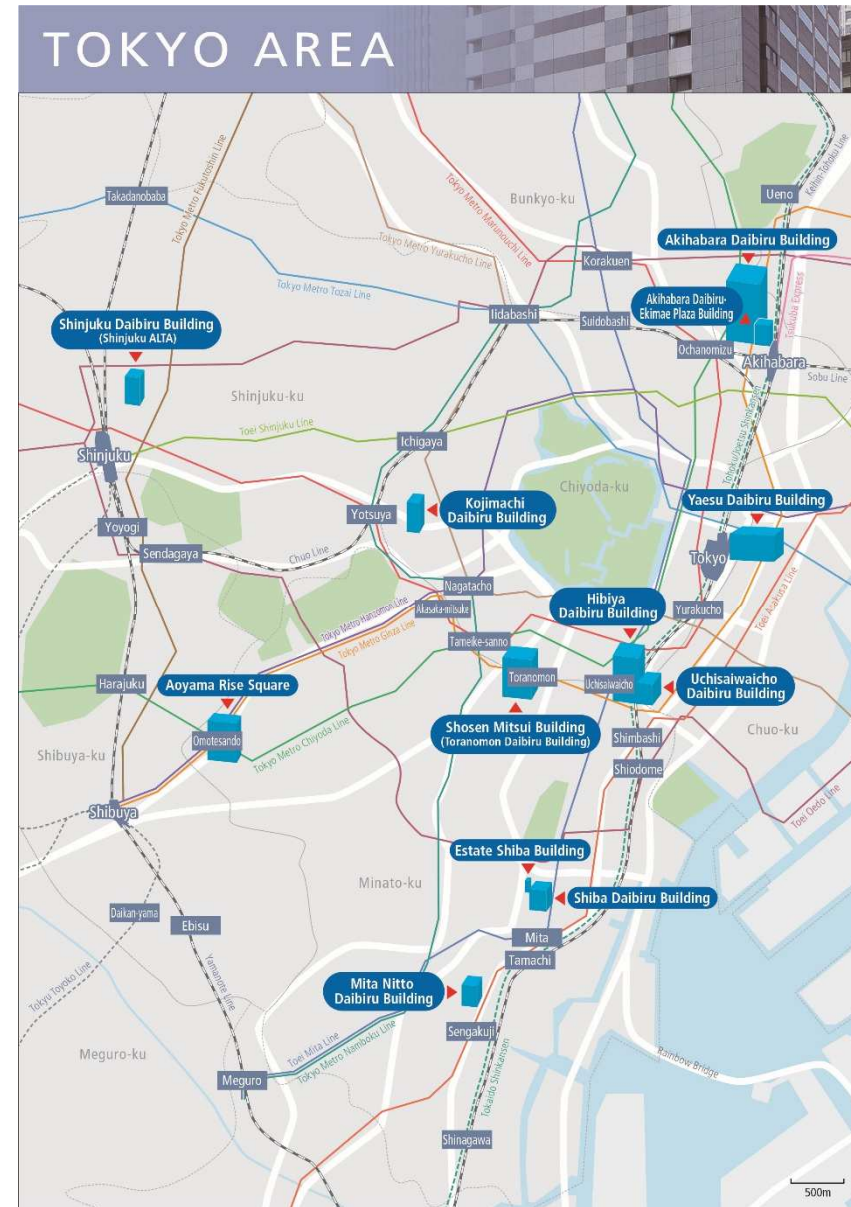 TOKYO AREA
Keihin-Tohoku Line
Ueno
Takadanobaba
Tokyo Metro Fukutoshin Line
Bunkyo-ku
Tokyo Metro Marunouchi Line
Tokyo Metro Yurakucho Line
Korakuen
Akihabara Daibiru Building
Tokyo Metro Tozai Line
Akihabara Daibiru-
Ekimae Plaza Building
Tsukuba Express
Shinjuku Daibiru Building
(Shinjuku ALTA)
Iidabashi
Suidobashi
Ochanomizu
Akihabara
Sobu Line
Shinjuku-ku
Toei Shinjuku Line
Ichigaya
Tohoku/Joetsu Shinkansen
Shinjuku
Chiyoda-ku
Kojimachi
Daibiru Building
Yaesu Daibiru Building
Yotsuya
Yoyogi
Sendagaya
Chuo Line
Tokyo
Nagatacho
Hibiya
Daibiru Building
Yurakucho
Toei Asakusa Line
Tokyo Metro Hanzomon Line
Akasaka-mitsuke
Tokyo Metro Ginza Line
Tameike-sanno
Harajuku
Aoyama Rise Square
Toranomon
Uchisaiwaicho
Uchisaiwaicho
Daibiru Building
Omotesando
Tokyo Metro Chiyoda Line
Shosen Mitsui Building
(Toranomon Daibiru Building)
Shimbashi
Chuo-ku
Shibuya-ku
Shiodome
Shibuya
Toei Oedo Line
Estate Shiba Building
Minato-ku
Shiba Daibiru Building
Daikan-yama
Ebisu
Mita
Tamachi
Yamanote Line
Tokyu Toyoko Line
Mita Nitto
Daibiru Building
Sengakuji
Toei Mita Line
Tokyo Metro Namboku Line
Meguro-ku
Meguro
Tokaido Shinkansen
Rainbow Bridge
Shinagawa
500m